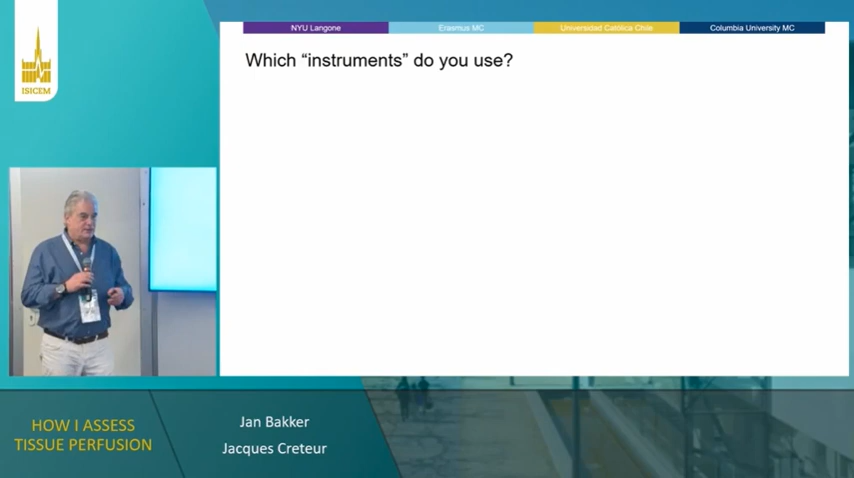 ISICEM
NYU Langone
Erasmus MC
Universidad Católica Chile
Columbia University MC
Which “instruments” do you use?
HOW I ASSESS
TISSUE PERFUSION
Jan Bakker
Jacques Creteur